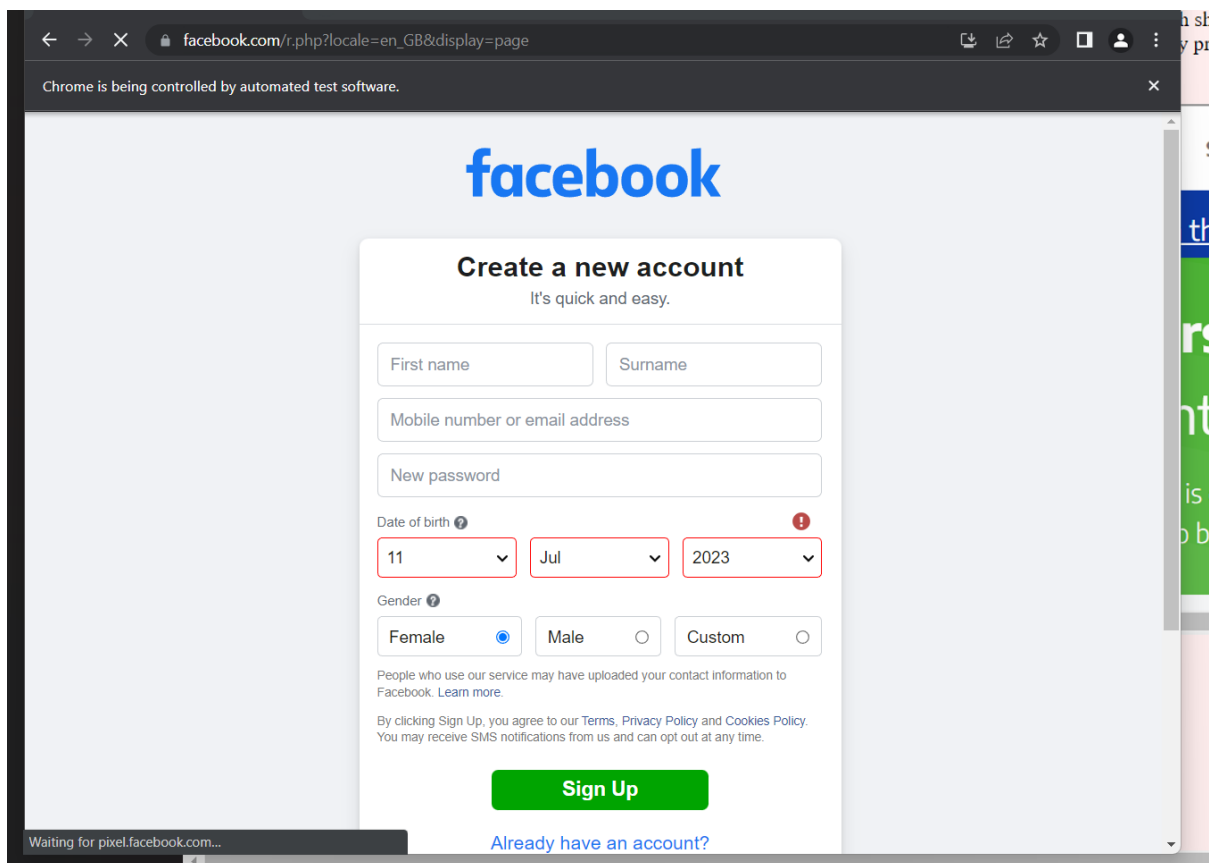 facebook.com/r.php?locale=en_GB&display=page
Chrome is being controlled by automated test software.
facebook
Create a new account
It's quick and easy.
First name Surname
Mobile number or email address
New password
Date of birth
11 Jul 2023
Gender
Female Male Custom
People who use our service may have uploaded your contact information to
Facebook. Learn more.
By clicking Sign Up, you agree to our Terms, Privacy Policy and Cookies Policy.
You may receive SMS notifications from us and can opt out at any time.
Sign Up
Already have an account?
Waiting for pixel.facebook.com...
is